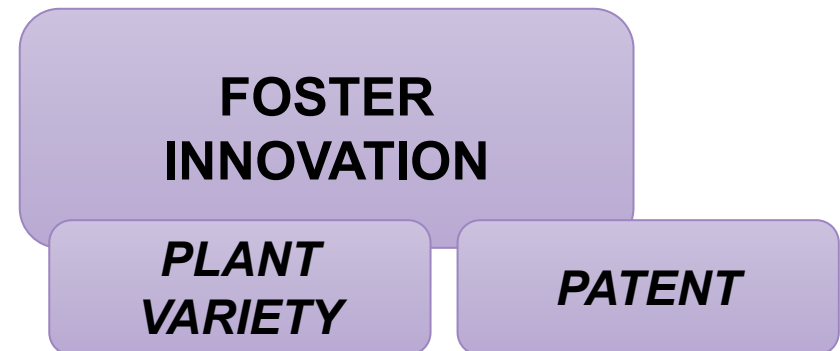 FOSTER
INNOVATION
PLANT
VARIETY
PATENT